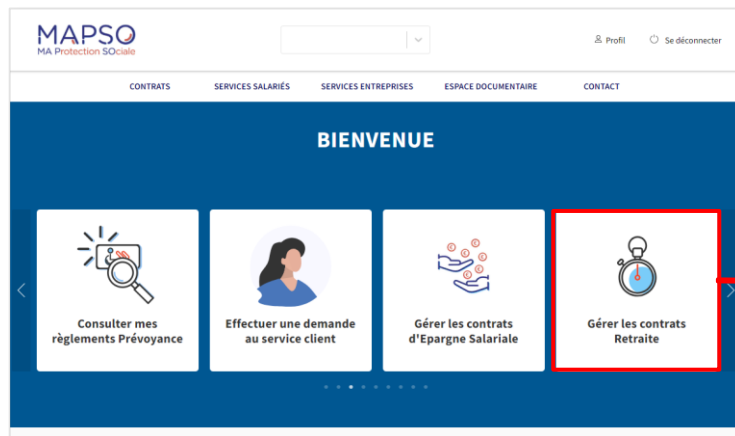 MAPSO
MA Protection SOciale
Profil
Se déconnecter
CONTRATS
SERVICES SALARIÉS
SERVICES ENTREPRISES
ESPACE DOCUMENTAIRE
CONTACT
BIENVENUE
Consulter mes
règlements Prévoyance
Effectuer une demande
au service client
Gérer les contrats
d'Epargne Salariale
Gérer les contrats
Retraite